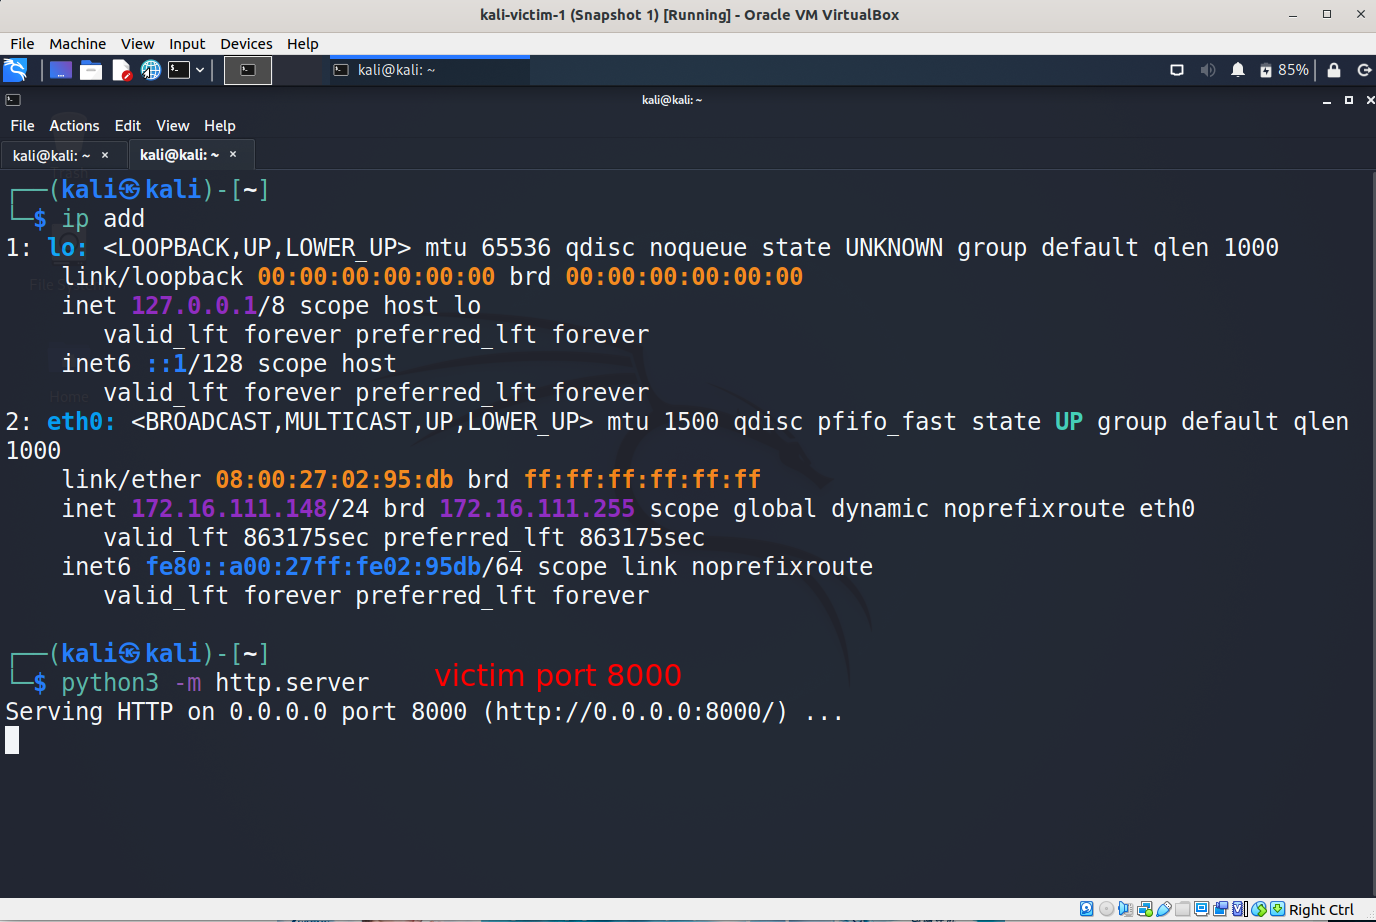 kali-victim-1 (Snapshot 1) [Running] - Oracle VM VirtualBox
File Machine View Input Devices Help
kali@kali: ~ 85%
kali@kali: ~
File Actions Edit View Help
kali@kali: ~ × kali@kali: ~ ×
┌──(kali㉿kali)-[~]
└─$ ip add
1: lo: <LOOPBACK,UP,LOWER_UP> mtu 65536 qdisc noqueue state UNKNOWN group default qlen 1000
link/loopback 00:00:00:00:00:00 brd 00:00:00:00:00:00
inet 127.0.0.1/8 scope host lo
valid_lft forever preferred_lft forever
inet6 ::1/128 scope host
valid_lft forever preferred_lft forever
Home
2: eth0: <BROADCAST,MULTICAST,UP,LOWER_UP> mtu 1500 qdisc pfifo_fast state UP group default qlen
1000
link/ether 08:00:27:02:95:db brd ff:ff:ff:ff:ff:ff
inet 172.16.111.148/24 brd 172.16.111.255 scope global dynamic noprefixroute eth0
valid_lft 863175sec preferred_lft 863175sec
inet6 fe80::a00:27ff:fe02:95db/64 scope link noprefixroute
valid_lft forever preferred_lft forever
┌──(kali㉿kali)-[~]
└─$ python3 -m http.server
victim port 8000
Serving HTTP on 0.0.0.0 port 8000 (http://0.0.0.0:8000/) ...
Right Ctrl